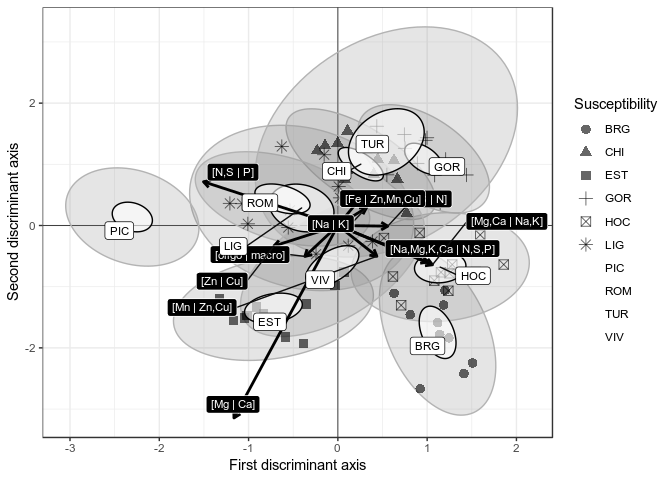 Susceptibility
BRG
CHI
EST
GOR
HOC
LIG
PIC
ROM
TUR
VIV
TUR
GOR
CHI
[N,S | P]
[Fe | Zn,Mn,Cu]
| N]
ROM
[Na | K]
[Mg,Ca | Na,K]
PIC
LIG
[oligo | macro]
[Na,Mg,K,Ca | N,S,P]
[Zn | Cu]
VIV
HOC
[Mn | Zn,Cu]
EST
BRG
[Mg | Ca]
2
0
-2
-3
-2
-1
0
1
2
First discriminant axis
Second discriminant axis